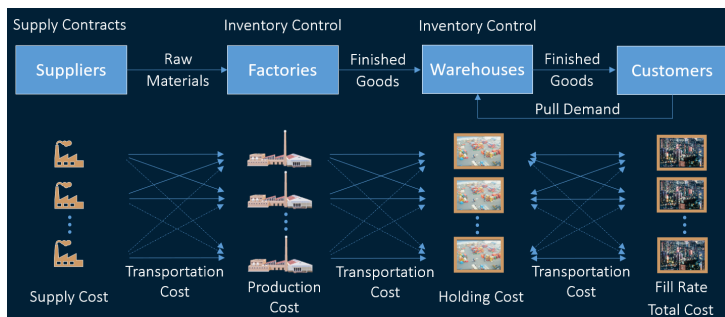 Supply Contracts
Inventory Control
Inventory Control
Suppliers
Raw
Materials
Factories
Finished
Goods
Warehouses
Finished
Goods
Customers
Pull Demand
Transportation
Cost
Transportation
Cost
Transportation
Cost
Supply Cost
Production
Cost
Holding Cost
Fill Rate
Total Cost